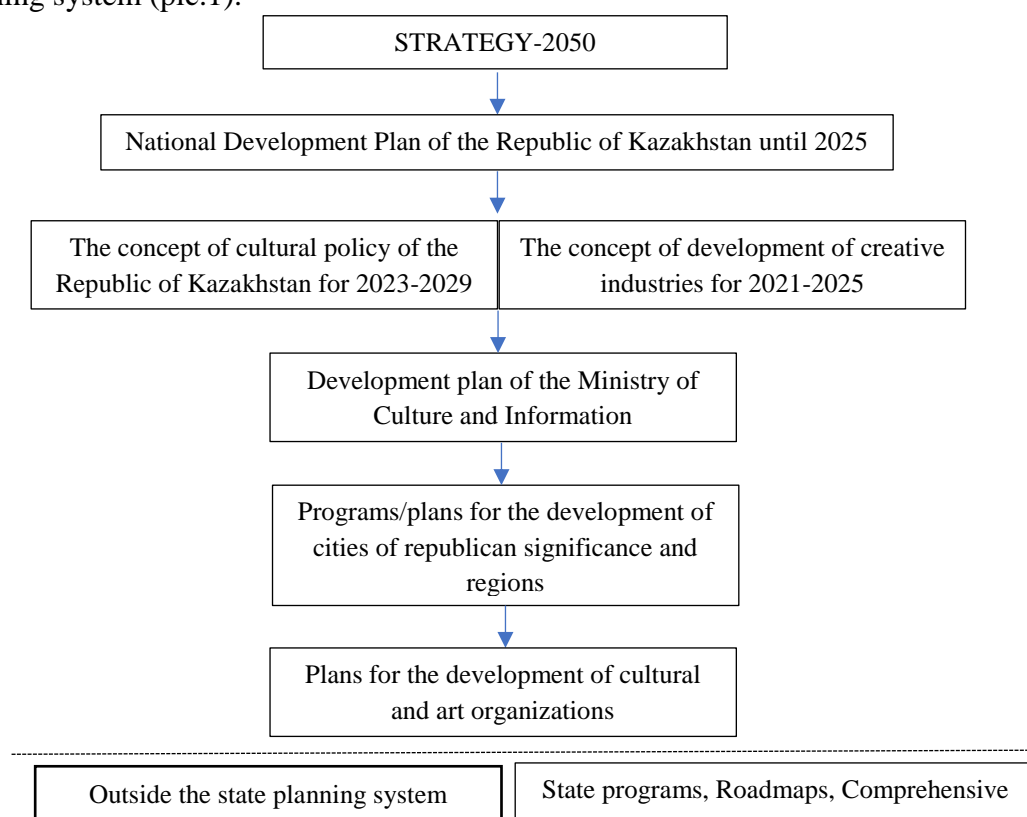 ning system (pic.1).
STRATEGY-2050
National Development Plan of the Republic of Kazakhstan until 2025
The concept of cultural policy of the
Republic of Kazakhstan for 2023-2029
The concept of development of creative
industries for 2021-2025
Development plan of the Ministry of
Culture and Information
Programs/plans for the development of
cities of republican significance and
regions
Plans for the development of cultural
and art organizations
Outside the state planning system
State programs, Roadmaps, Comprehensive